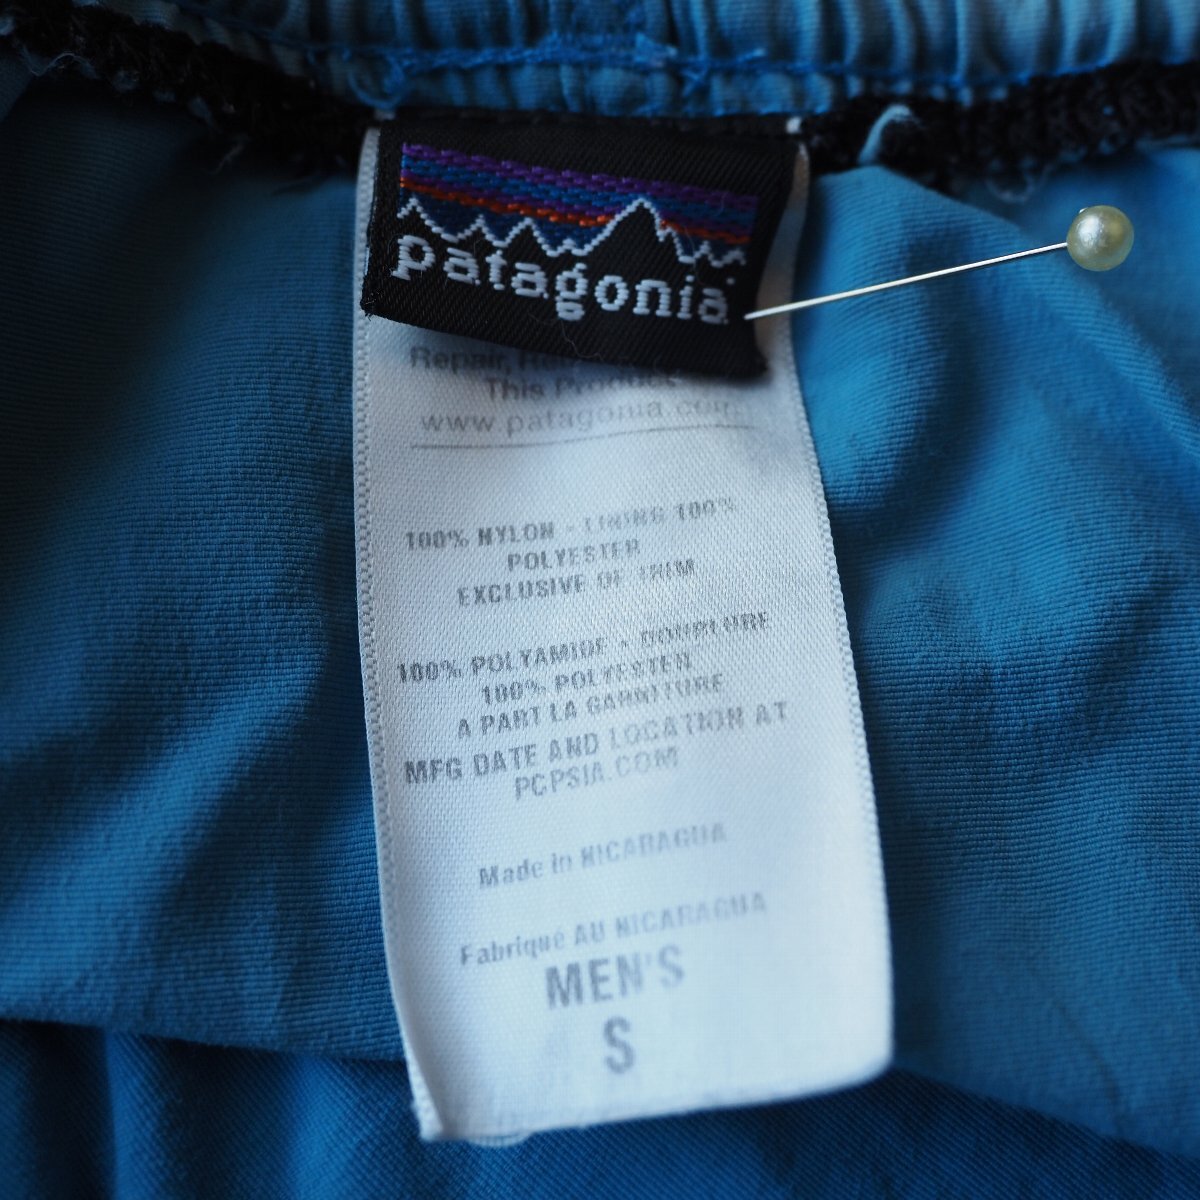 patagonia
Repair,
This Product
www.patagonia.com
100% NYLON - LINING 100%
POLYESTER
EXCLUSIVE OF TRIM
100% POLYAMIDE - DOUBLURE
100% POLYESTER
A PART LA GARNITURE
MFG DATE AND LOCATION AT
PCPSIA.COM
Made in NICARAGUA
Fabriqué AU NICARAGUA
MEN'S
S